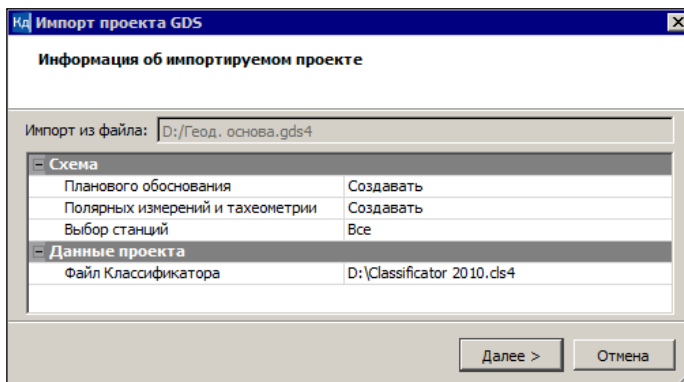 Кд Импорт проекта GDS
Информация об импортируемом проекте
Импорт из файла: D:/Геод. основа.gds4
Схема
Планового обоснования Создавать
Полярных измерений и тахеометрии Создавать
Выбор станций Все
Данные проекта
Файл Классификатора D:\Classificator 2010.cls4
Далее > Отмена